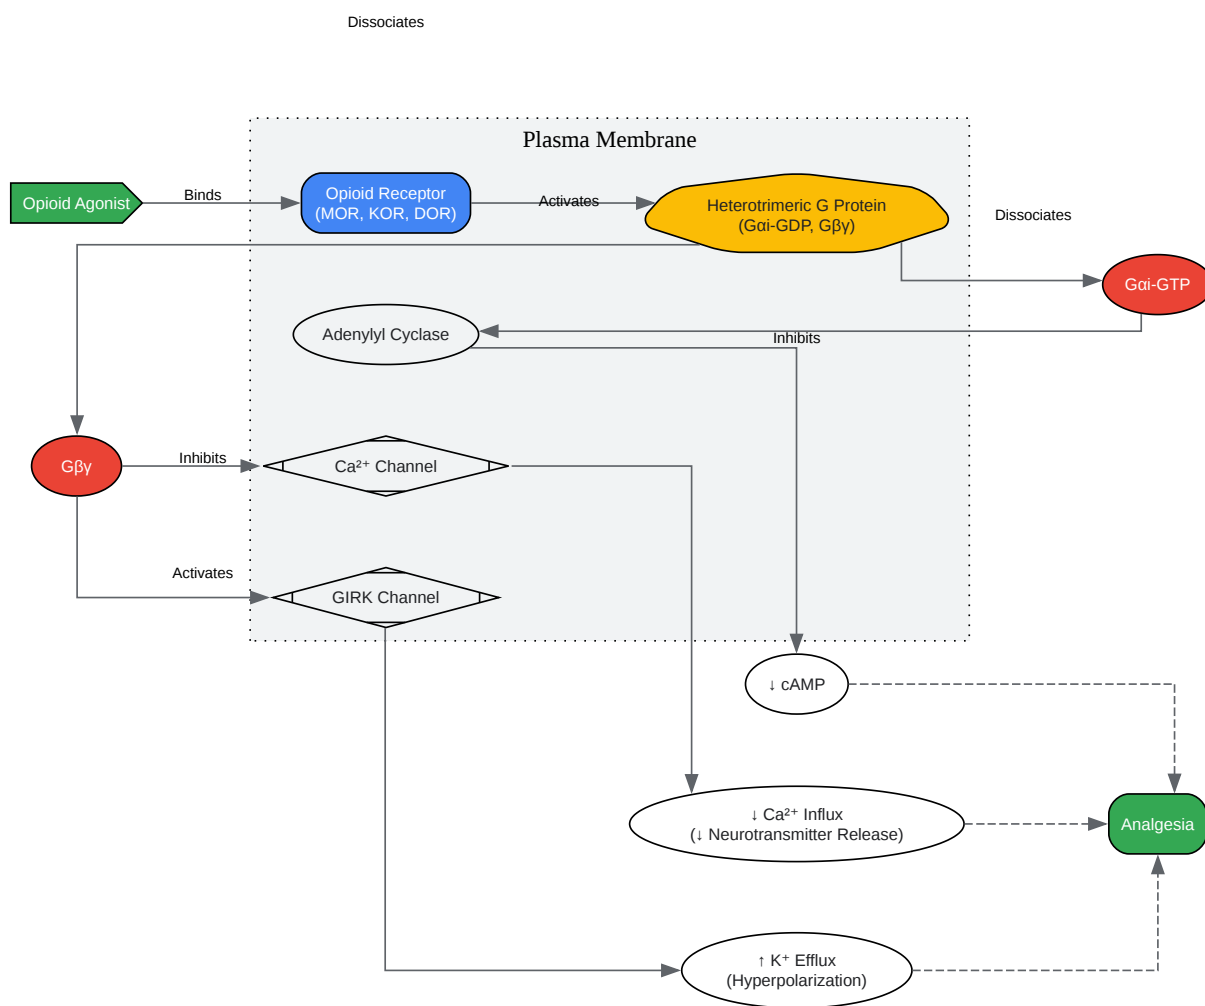 Dissociates
Plasma Membrane
Opioid Agonist
Binds
Opioid Receptor
(MOR, KOR, DOR)
Activates
Heterotrimeric G Protein
(Gαi-GDP, Gβγ)
Dissociates
Gαi-GTP
Adenylyl Cyclase
Inhibits
Gβγ
Inhibits
Ca²⁺ Channel
Activates
GIRK Channel
↓ cAMP
↓ Ca²⁺ Influx
(↓ Neurotransmitter Release)
Analgesia
↑ K⁺ Efflux
(Hyperpolarization)